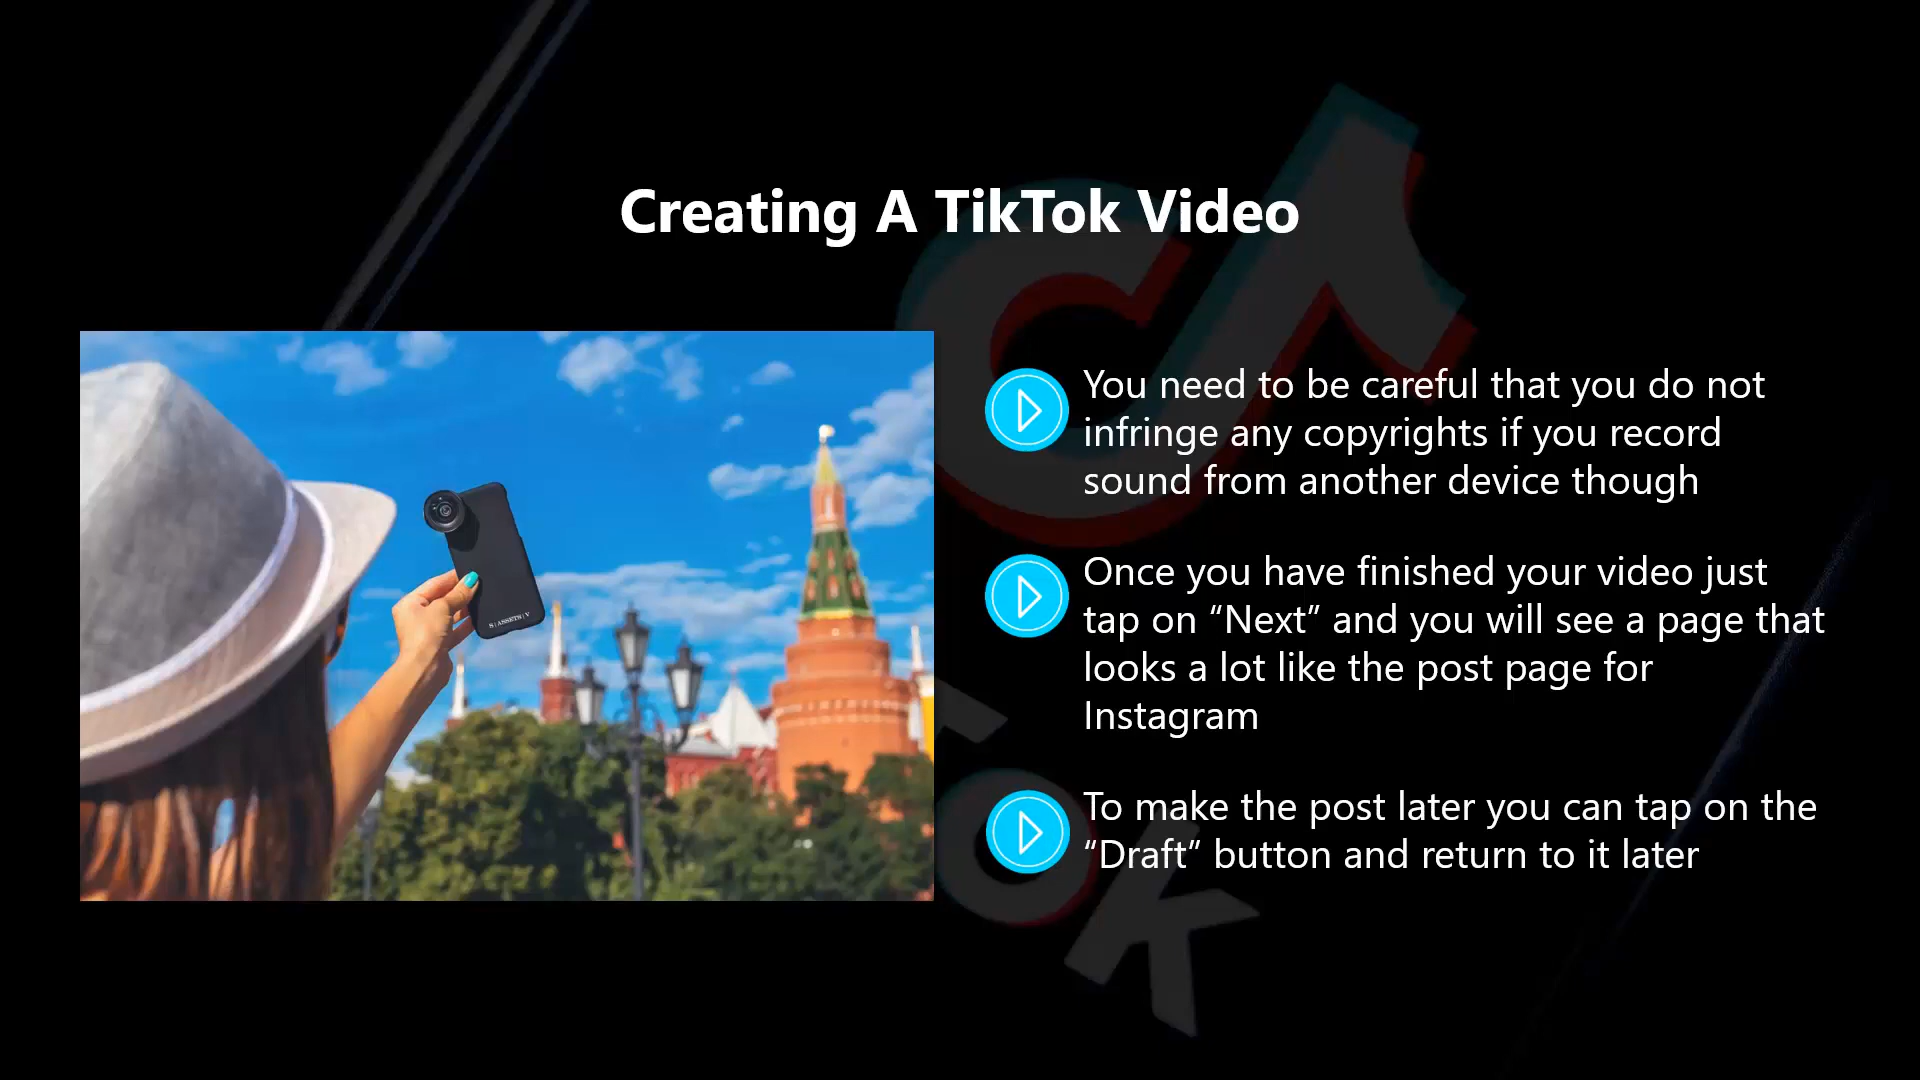 Creating A TikTok Video
You need to be careful that you do not
infringe any copyrights if you record
sound from another device though
Once you have finished your video just
tap on “Next” and you will see a page that
looks a lot like the post page for
Instagram
To make the post later you can tap on the
“Draft” button and return to it later